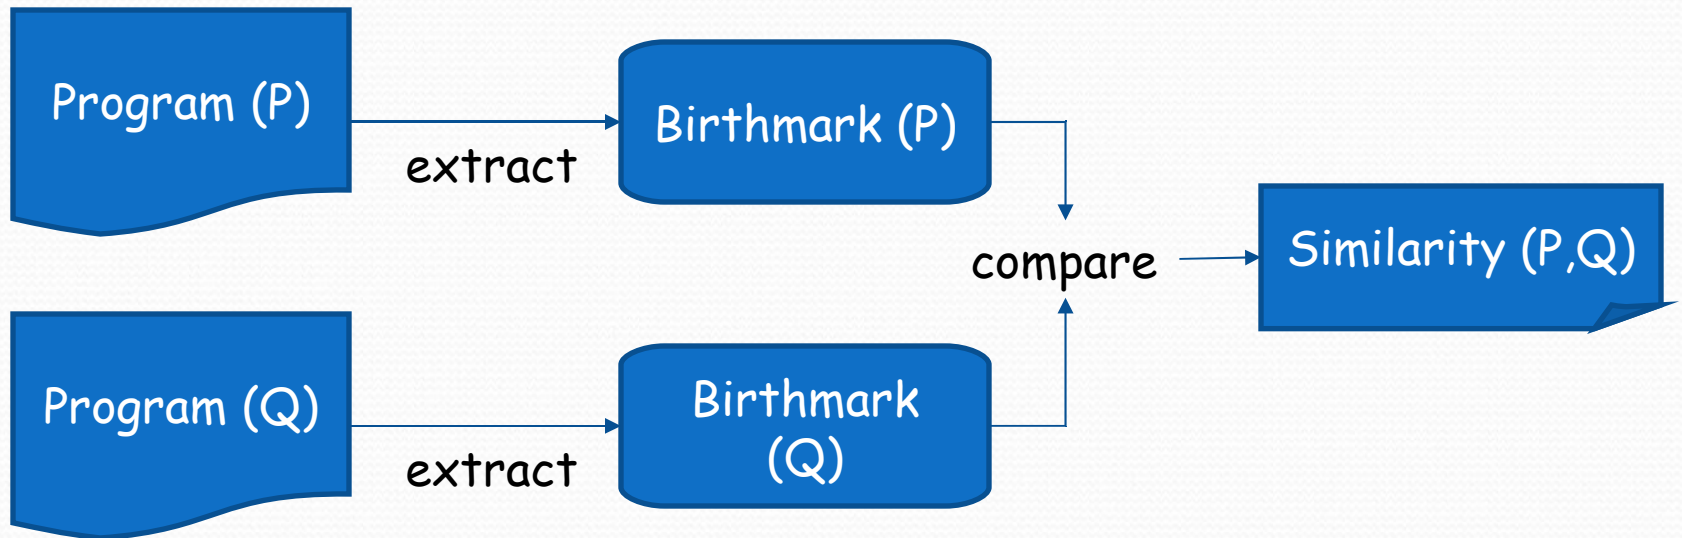 Program (P)
extract
Birthmark (P)
compare
Similarity (P,Q)
Program (Q)
extract
Birthmark
(Q)